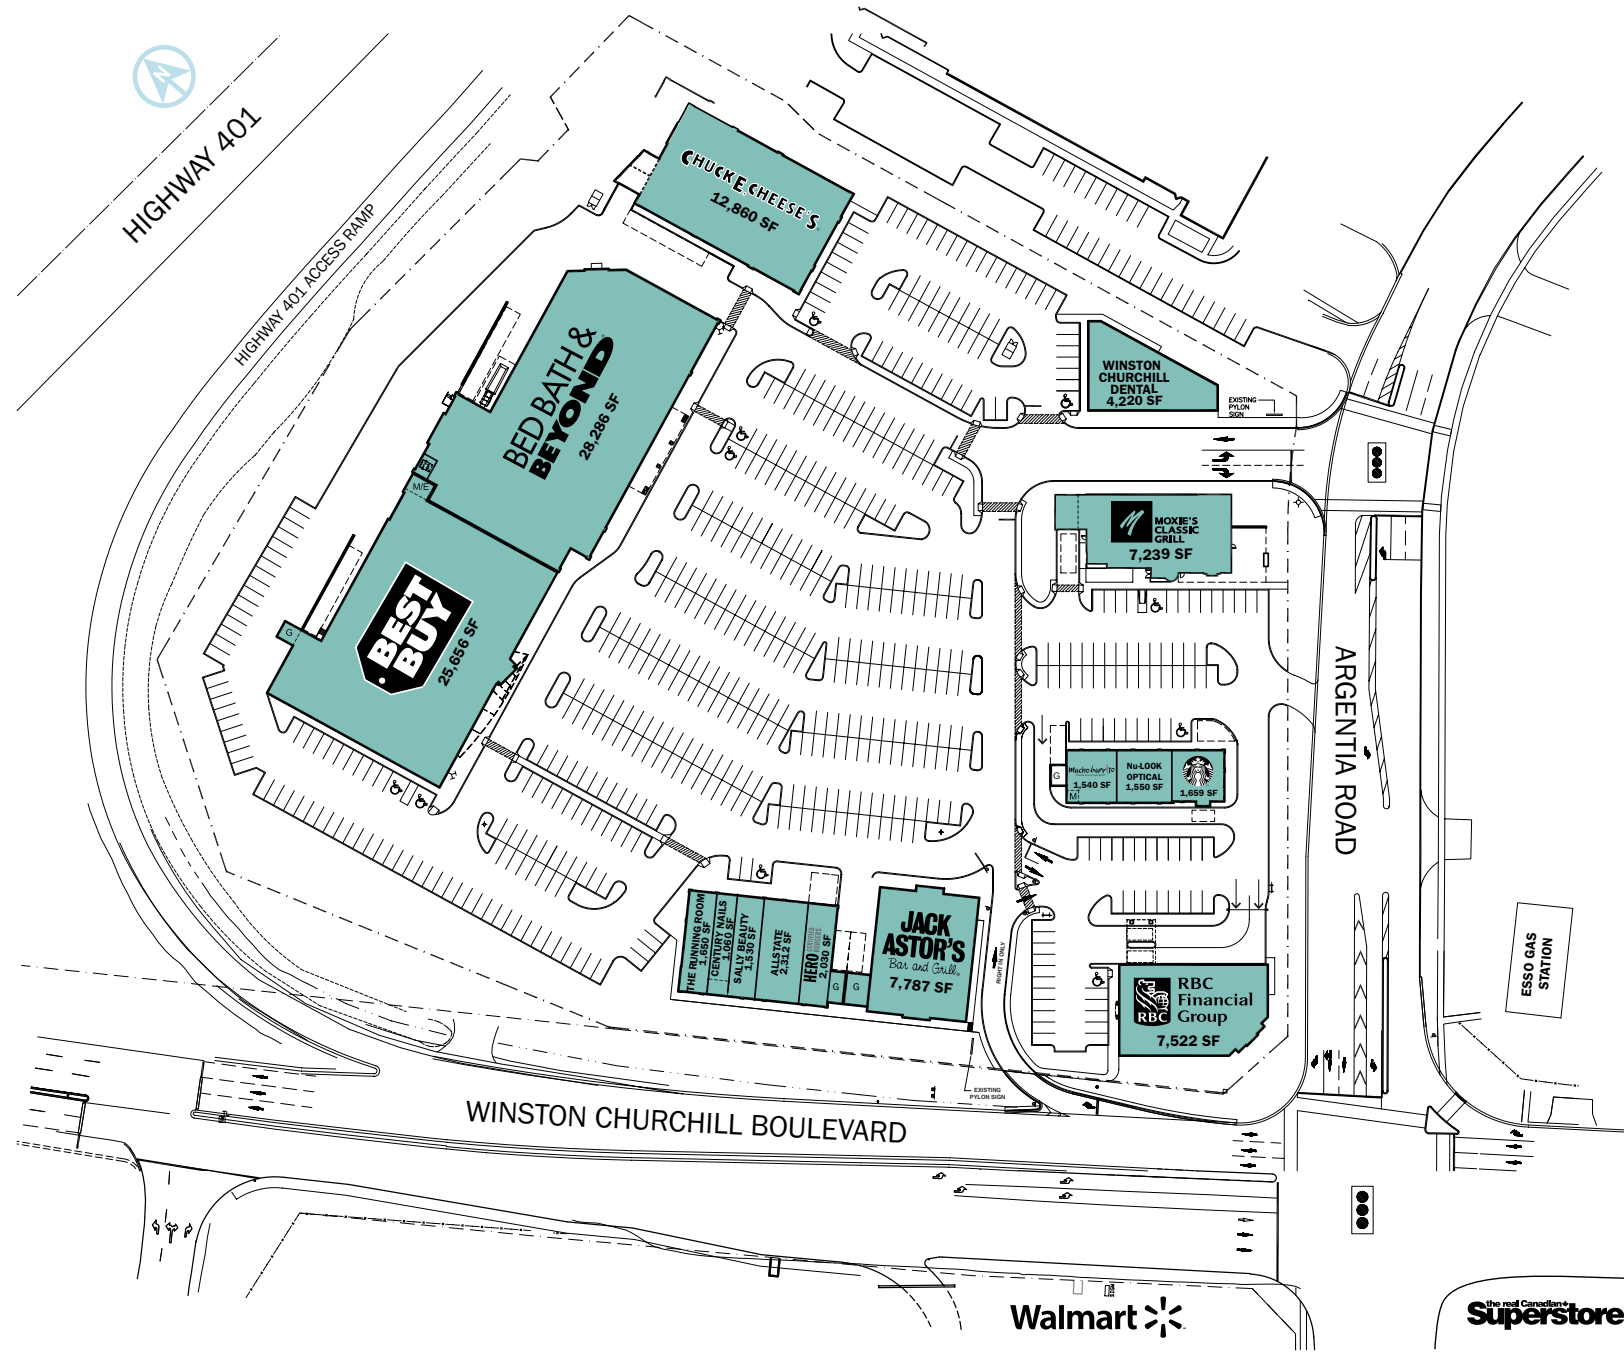 N
HIGHWAY 401
HIGHWAY 401 ACCESS RAMP
CHUCK E. CHEESE'S
12,860 SF
BED BATH &
BEYOND
28,286 SF
M/E
BEST
BUY
25,656 SF
G
WINSTON
CHURCHILL
DENTAL
4,220 SF
EXISTING
PYLON
SIGN
MOXIE'S
CLASSIC
GRILL
7,239 SF
G
mucho burrito
1,540 SF
M
Nu-LOOK
OPTICAL
1,550 SF
1,659 SF
ARGENTIA ROAD
THE RUNNING ROOM
1,650 SF
CENTURY NAILS
1,060 SF
SALLY BEAUTY
1,530 SF
ALLSTATE
2,312 SF
HERO CERTIFIED
BURGERS
2,030 SF
G
G
JACK
ASTOR'S
Bar and Grill
7,787 SF
RIGHT IN ONLY
RBC
RBC
Financial
Group
7,522 SF
ESSO GAS
STATION
EXISTING
PYLON SIGN
WINSTON CHURCHILL BOULEVARD
Walmart
the real Canadian
Superstore